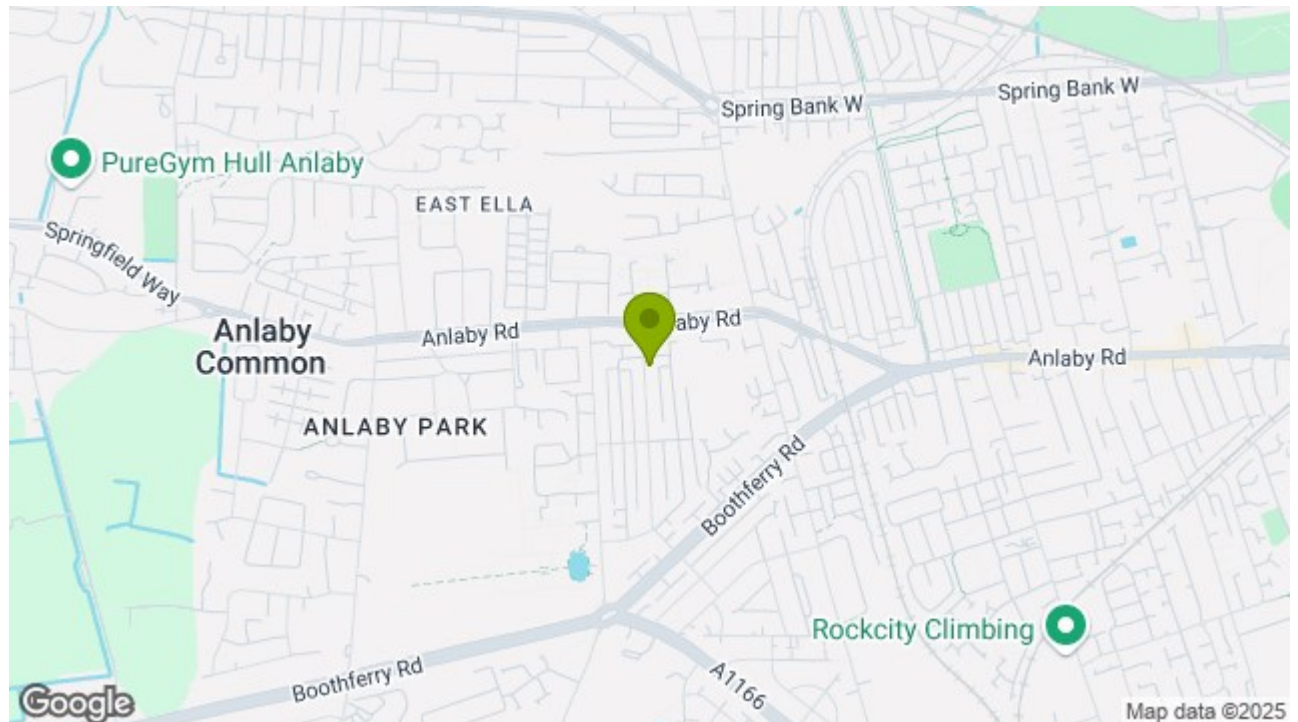 Spring Bank W
Spring Bank W
PureGym Hull Anlaby
EAST ELLA
Springfield Way
Anlaby
Common
Anlaby Rd
aby Rd
Anlaby Rd
ANLABY PARK
Boothferry Rd
Rockcity Climbing
Boothferry Rd
A1166
Google
Map data ©2025